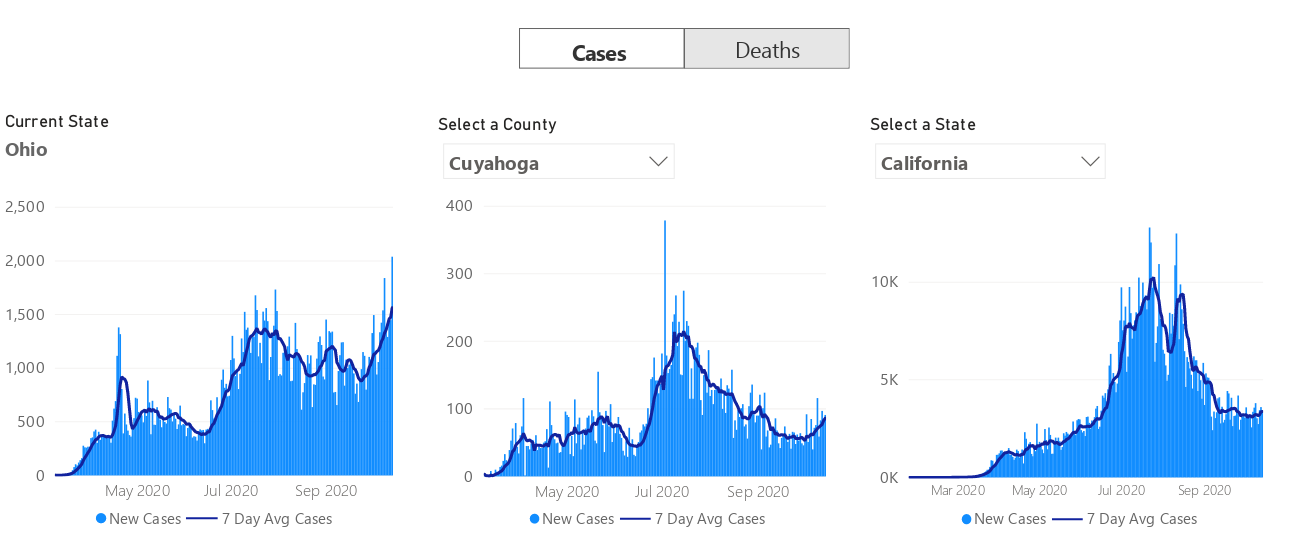 Cases
Deaths
Current State
Ohio
2,500
2,000
1,500
1,000
500
0
May 2020 Jul 2020 Sep 2020
New Cases 7 Day Avg Cases
Select a County
Cuyahoga
400
300
200
100
0
May 2020 Jul 2020 Sep 2020
New Cases 7 Day Avg Cases
Select a State
California
10K
5K
0K
Mar 2020 May 2020 Jul 2020 Sep 2020
New Cases 7 Day Avg Cases